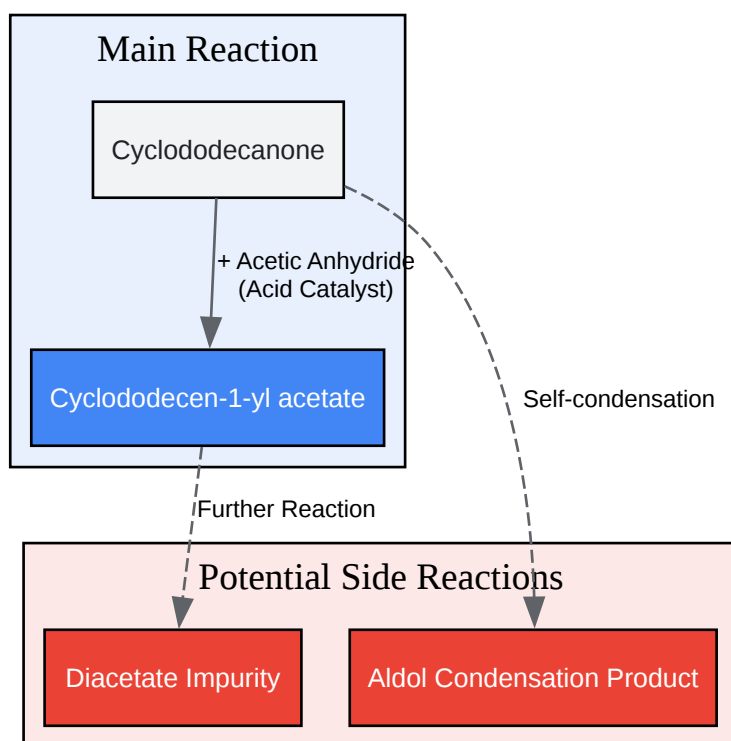 Main Reaction
Cyclododecanone
+ Acetic Anhydride
(Acid Catalyst)
Cyclododecen-1-yl acetate
Self-condensation
Further Reaction
Potential Side Reactions
Diacetate Impurity
Aldol Condensation Product